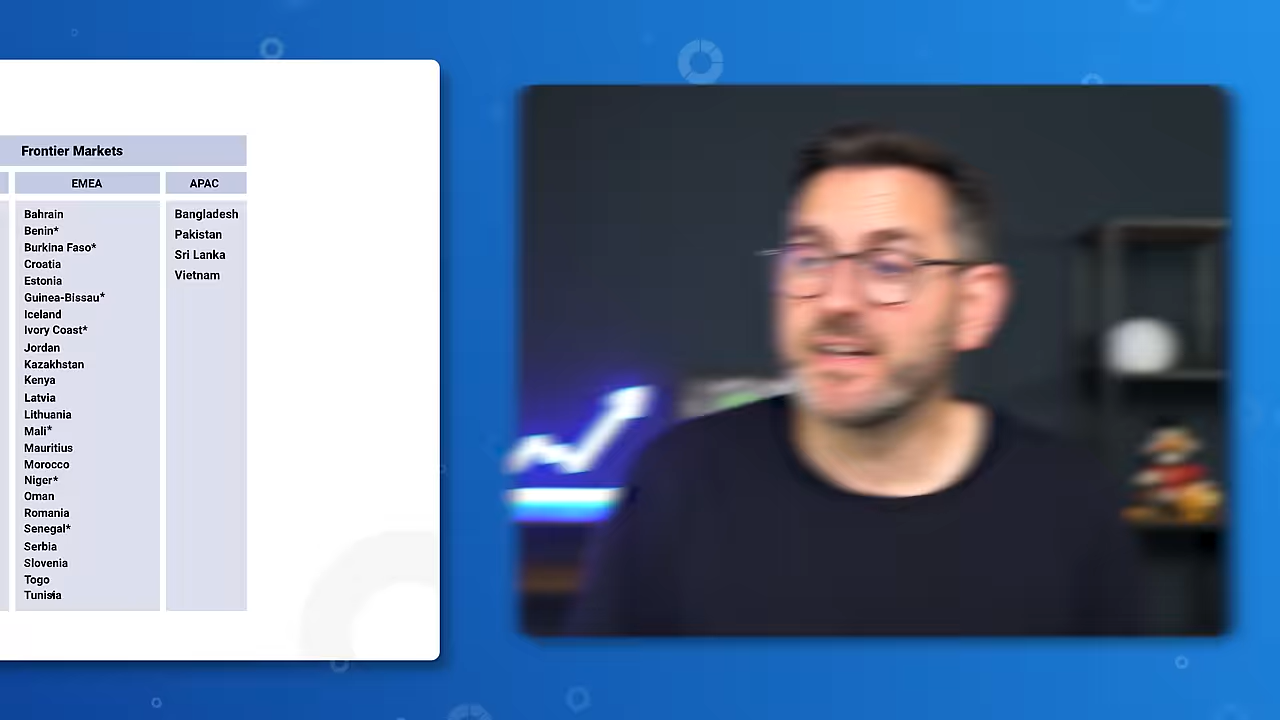 Frontier Markets
EMEA
APAC
Bahrain
Benin*
Burkina Faso*
Croatia
Estonia
Guinea-Bissau*
Iceland
Ivory Coast*
Jordan
Kazakhstan
Kenya
Latvia
Lithuania
Mali*
Mauritius
Morocco
Niger*
Oman
Romania
Senegal*
Serbia
Slovenia
Togo
Tunisia
Bangladesh
Pakistan
Sri Lanka
Vietnam